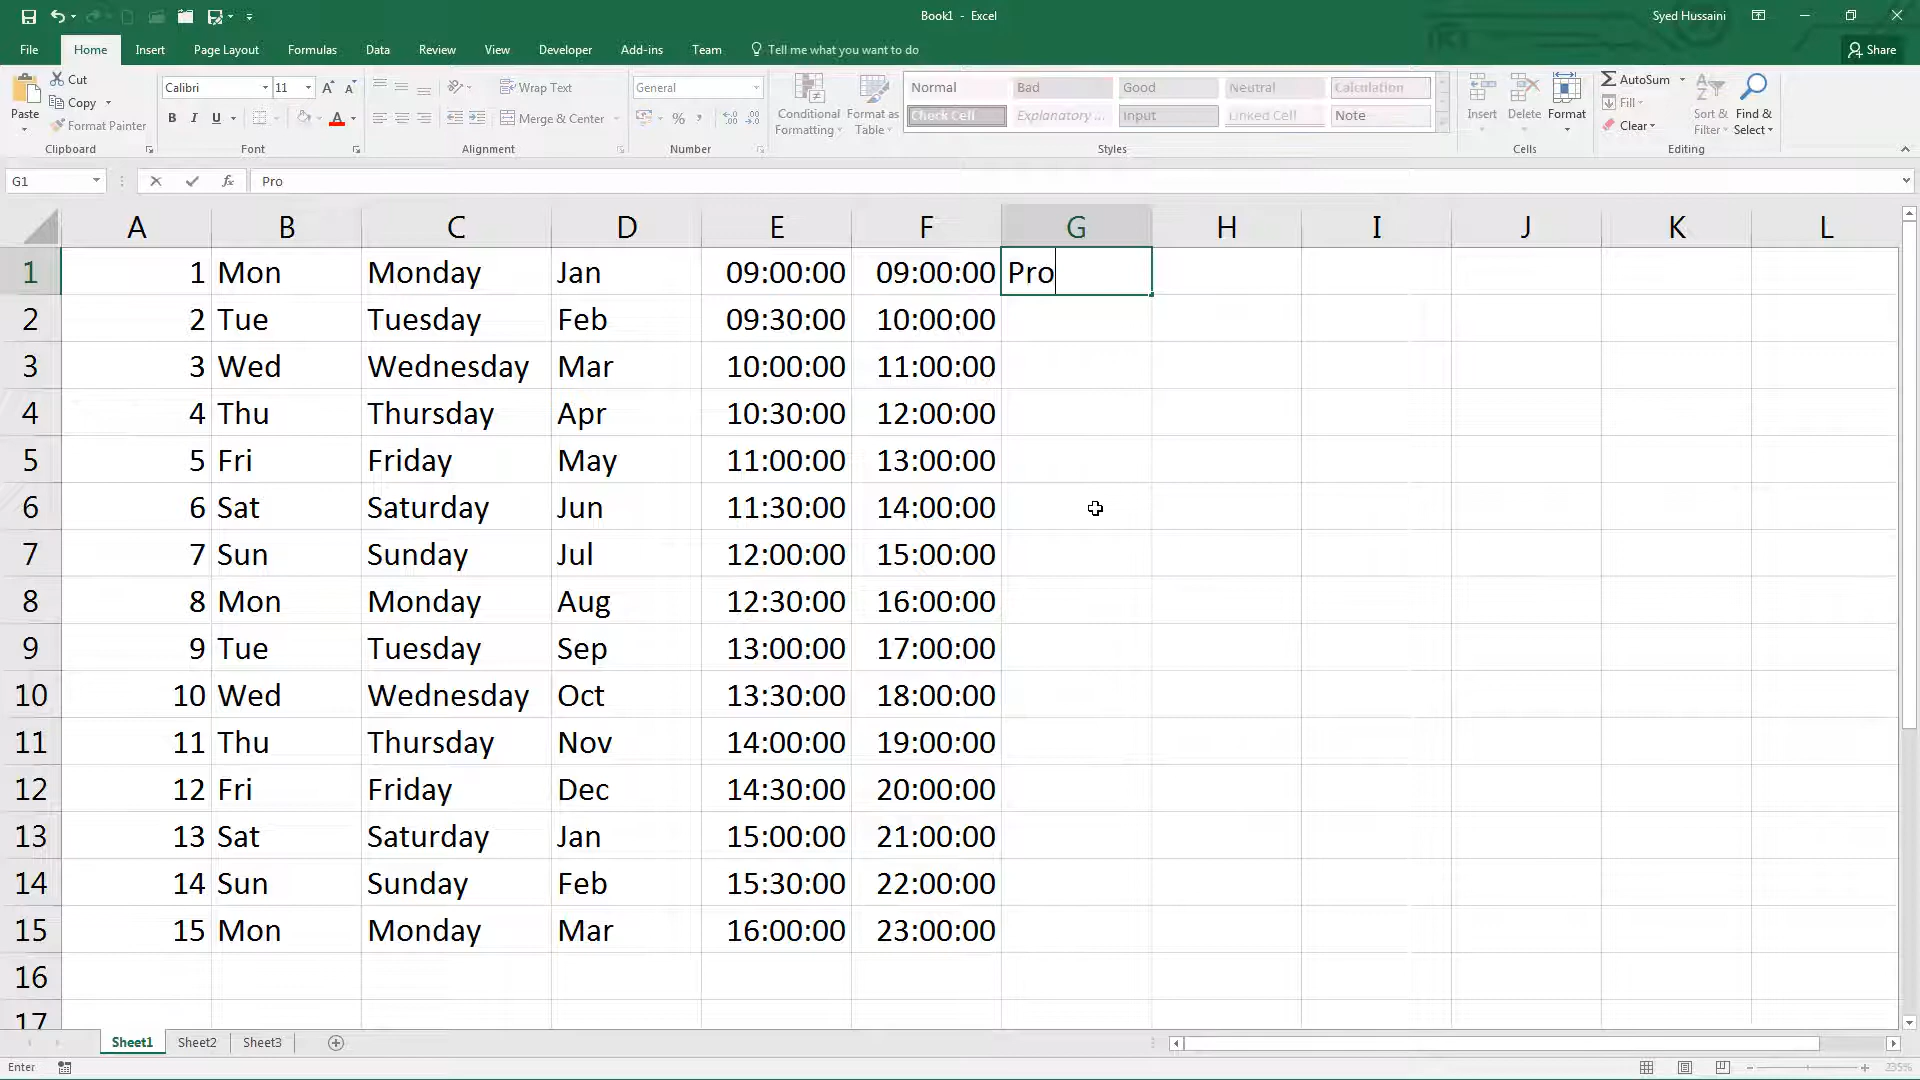 Book1 - Excel
Syed Hussaini
File Home Insert Page Layout Formulas Data Review View Developer Add-ins Team Tell me what you want to do Share
Paste
Cut
Copy
Format Painter
Clipboard
Calibri 11
B I U
Font
Wrap Text
Merge & Center
Alignment
General
Number
Conditional Formatting
Format as Table
Normal Bad Good Neutral Calculation
Check Cell Explanatory ... Input Linked Cell Note
Styles
Insert Delete Format
Cells
AutoSum
Fill
Clear
Sort & Filter
Find & Select
Editing
G1 fx Pro
A B C D E F G H I J K L
1 1 Mon Monday Jan 09:00:00 09:00:00 Pro
2 2 Tue Tuesday Feb 09:30:00 10:00:00
3 3 Wed Wednesday Mar 10:00:00 11:00:00
4 4 Thu Thursday Apr 10:30:00 12:00:00
5 5 Fri Friday May 11:00:00 13:00:00
6 6 Sat Saturday Jun 11:30:00 14:00:00
7 7 Sun Sunday Jul 12:00:00 15:00:00
8 8 Mon Monday Aug 12:30:00 16:00:00
9 9 Tue Tuesday Sep 13:00:00 17:00:00
10 10 Wed Wednesday Oct 13:30:00 18:00:00
11 11 Thu Thursday Nov 14:00:00 19:00:00
12 12 Fri Friday Dec 14:30:00 20:00:00
13 13 Sat Saturday Jan 15:00:00 21:00:00
14 14 Sun Sunday Feb 15:30:00 22:00:00
15 15 Mon Monday Mar 16:00:00 23:00:00
16
17
Sheet1 Sheet2 Sheet3
Enter
235%